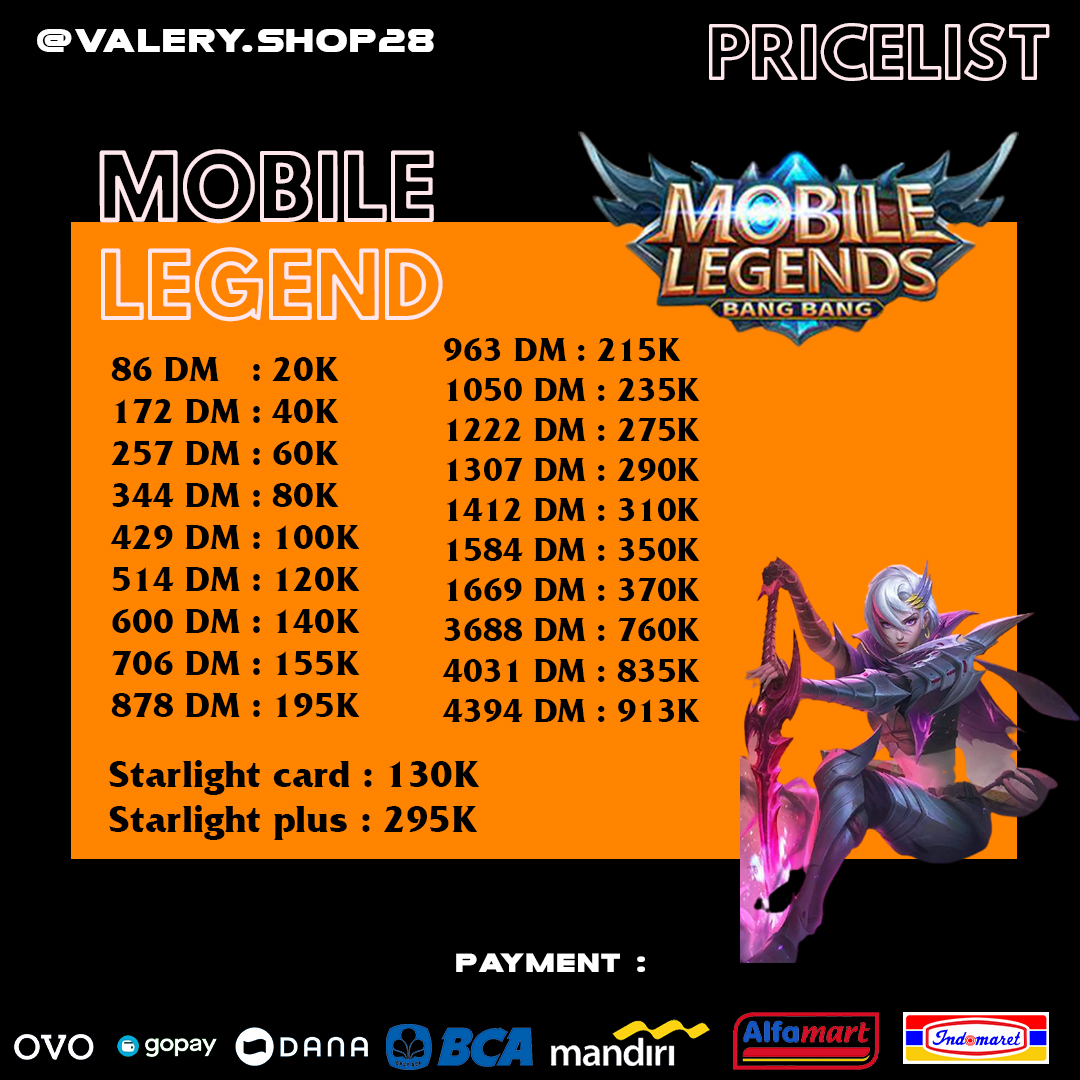 @VALERY.SHOP28
PRICELIST
MOBILE
LEGEND
MOBILE
LEGENDS
BANG BANG
86 DM : 20K
172 DM : 40K
257 DM : 60K
344 DM : 80K
429 DM : 100K
514 DM : 120K
600 DM : 140K
706 DM : 155K
878 DM : 195K
963 DM : 215K
1050 DM : 235K
1222 DM : 275K
1307 DM : 290K
1412 DM : 310K
1584 DM : 350K
1669 DM : 370K
3688 DM : 760K
4031 DM : 835K
4394 DM : 913K
Starlight card : 130K
Starlight plus : 295K
PAYMENT :
OVO
gopay
DANA
BCA
mandiri
Alfamart
Indomaret